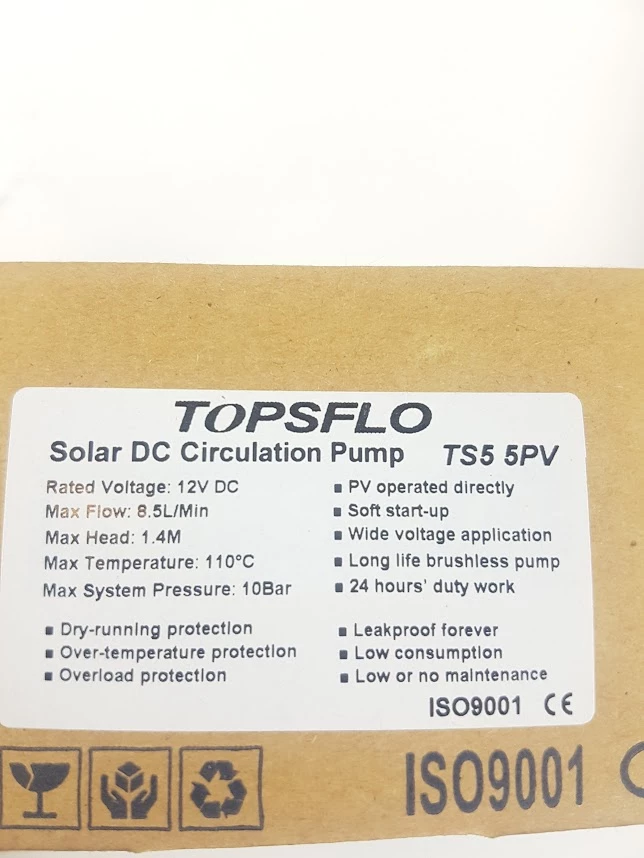 TOPSFLO
Solar DC Circulation Pump TS5 5PV
Rated Voltage: 12V DC
Max Flow: 8.5L/Min
Max Head: 1.4M
Max Temperature: 110°C
Max System Pressure: 10Bar
▪ PV operated directly
▪ Soft start-up
▪ Wide voltage application
▪ Long life brushless pump
▪ 24 hours' duty work
▪ Dry-running protection
▪ Over-temperature protection
▪ Overload protection
▪ Leakproof forever
▪ Low consumption
▪ Low or no maintenance
ISO9001 CE
ISO9001